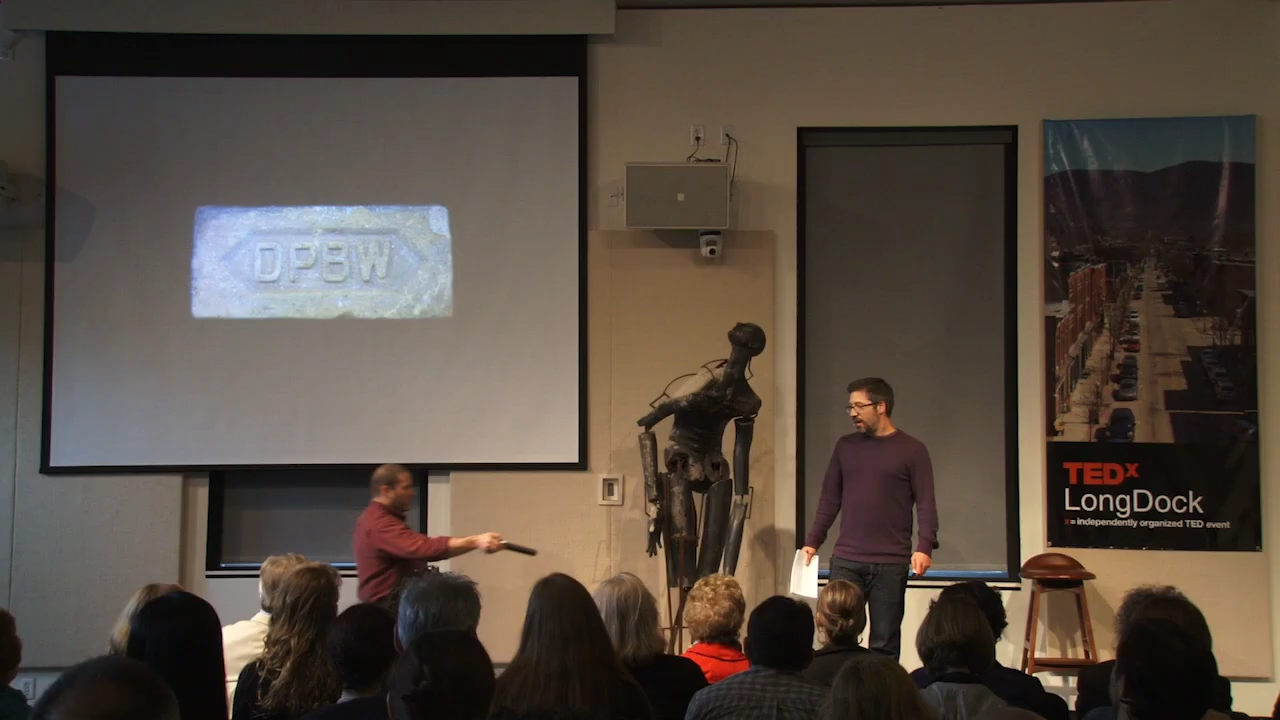 DPBW
TEDx
LongDock
x = independently organized TED event